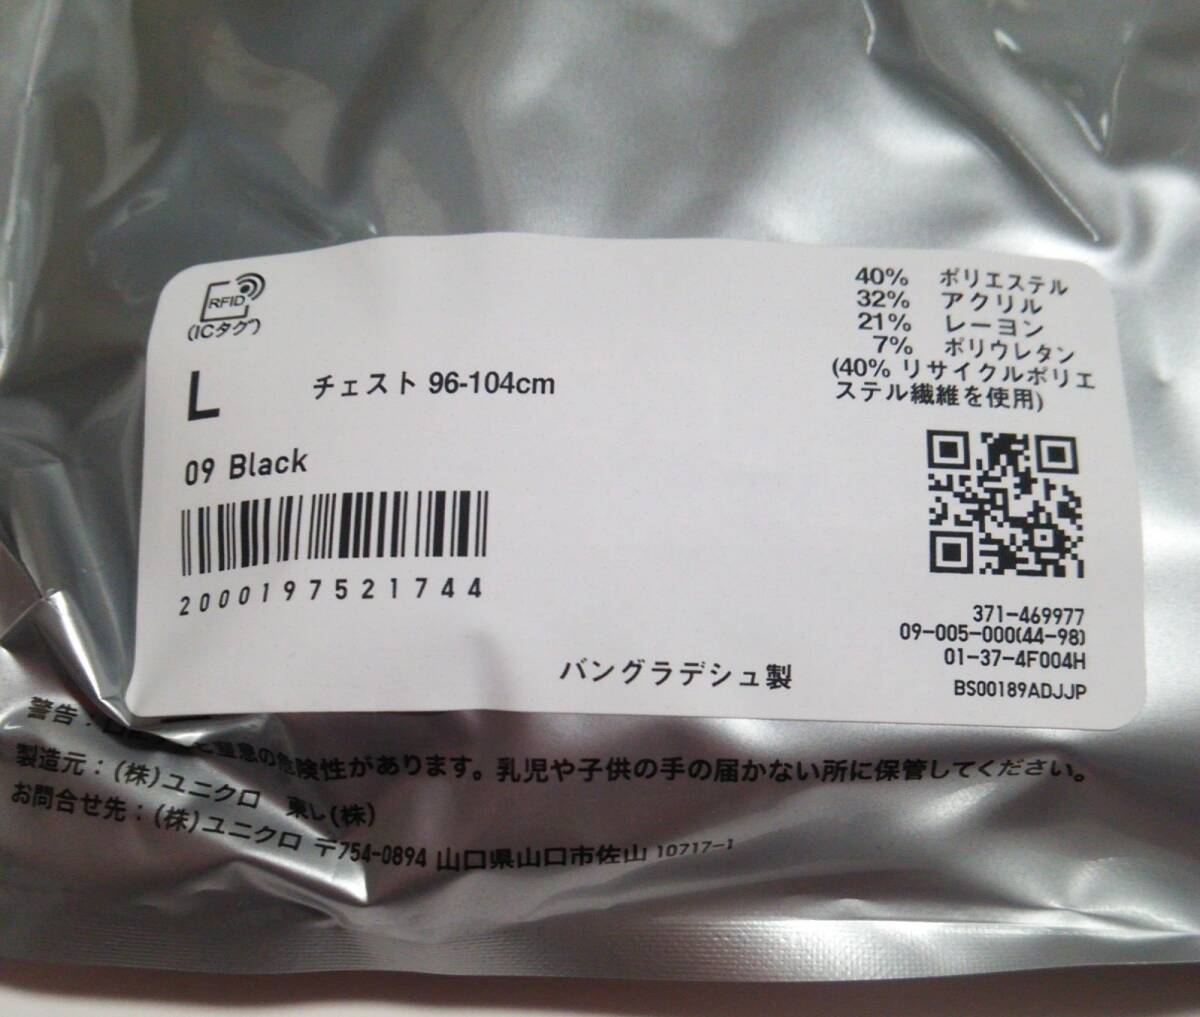 RFID
(ICタグ)
L チェスト 96-104cm
09 Black
2000197521744
40% ポリエステル
32% アクリル
21% レーヨン
7% ポリウレタン
(40% リサイクルポリエ
ステル繊維を使用)
371-469977
09-005-000(44-98)
01-37-4F004H
BS00189ADJJP
バングラデシュ製
警告:窒息の危険性があります。乳児や子供の手の届かない所に保管してください。
製造元:(株)ユニクロ 東レ(株)
お問合せ先:(株)ユニクロ 〒754-0894 山口県山口市佐山 10717-1